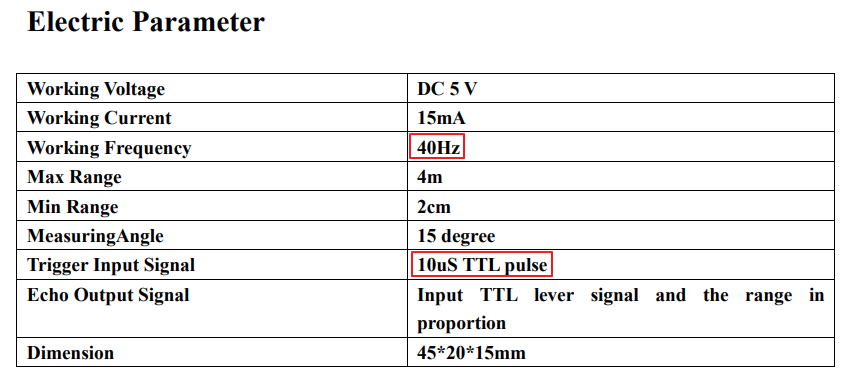 Electric Parameter
Working Voltage DC 5 V
Working Current 15mA
Working Frequency 40Hz
Max Range 4m
Min Range 2cm
MeasuringAngle 15 degree
Trigger Input Signal 10uS TTL pulse
Echo Output Signal Input TTL lever signal and the range in
proportion
Dimension 45*20*15mm